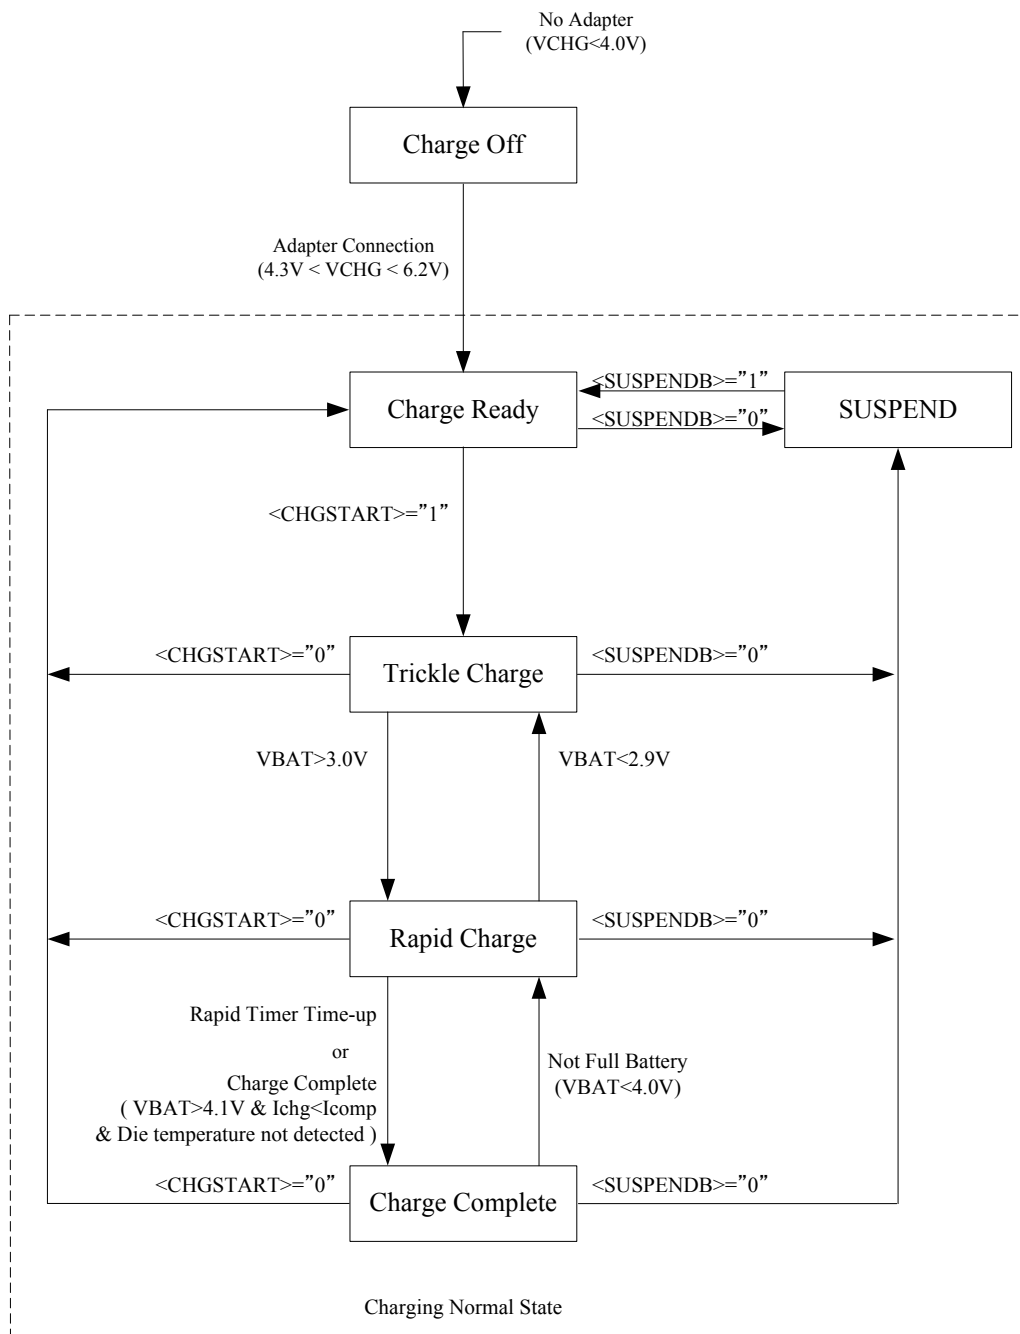 No Adapter
(VCHG<4.0V)
Charge Off
Adapter Connection
(4.3V < VCHG < 6.2V)
<SUSPENDB>=”1”
Charge Ready
SUSPEND
<SUSPENDB>=”0”
<CHGSTART>=”1”
<CHGSTART>=”0”
<SUSPENDB>=”0”
Trickle Charge
VBAT>3.0V
VBAT<2.9V
<CHGSTART>=”0”
<SUSPENDB>=”0”
Rapid Charge
Rapid Timer Time-up
or
Charge Complete
( VBAT>4.1V & Ichg<Icomp
& Die temperature not detected )
Not Full Battery
(VBAT<4.0V)
<CHGSTART>=”0”
<SUSPENDB>=”0”
Charge Complete
Charging Normal State